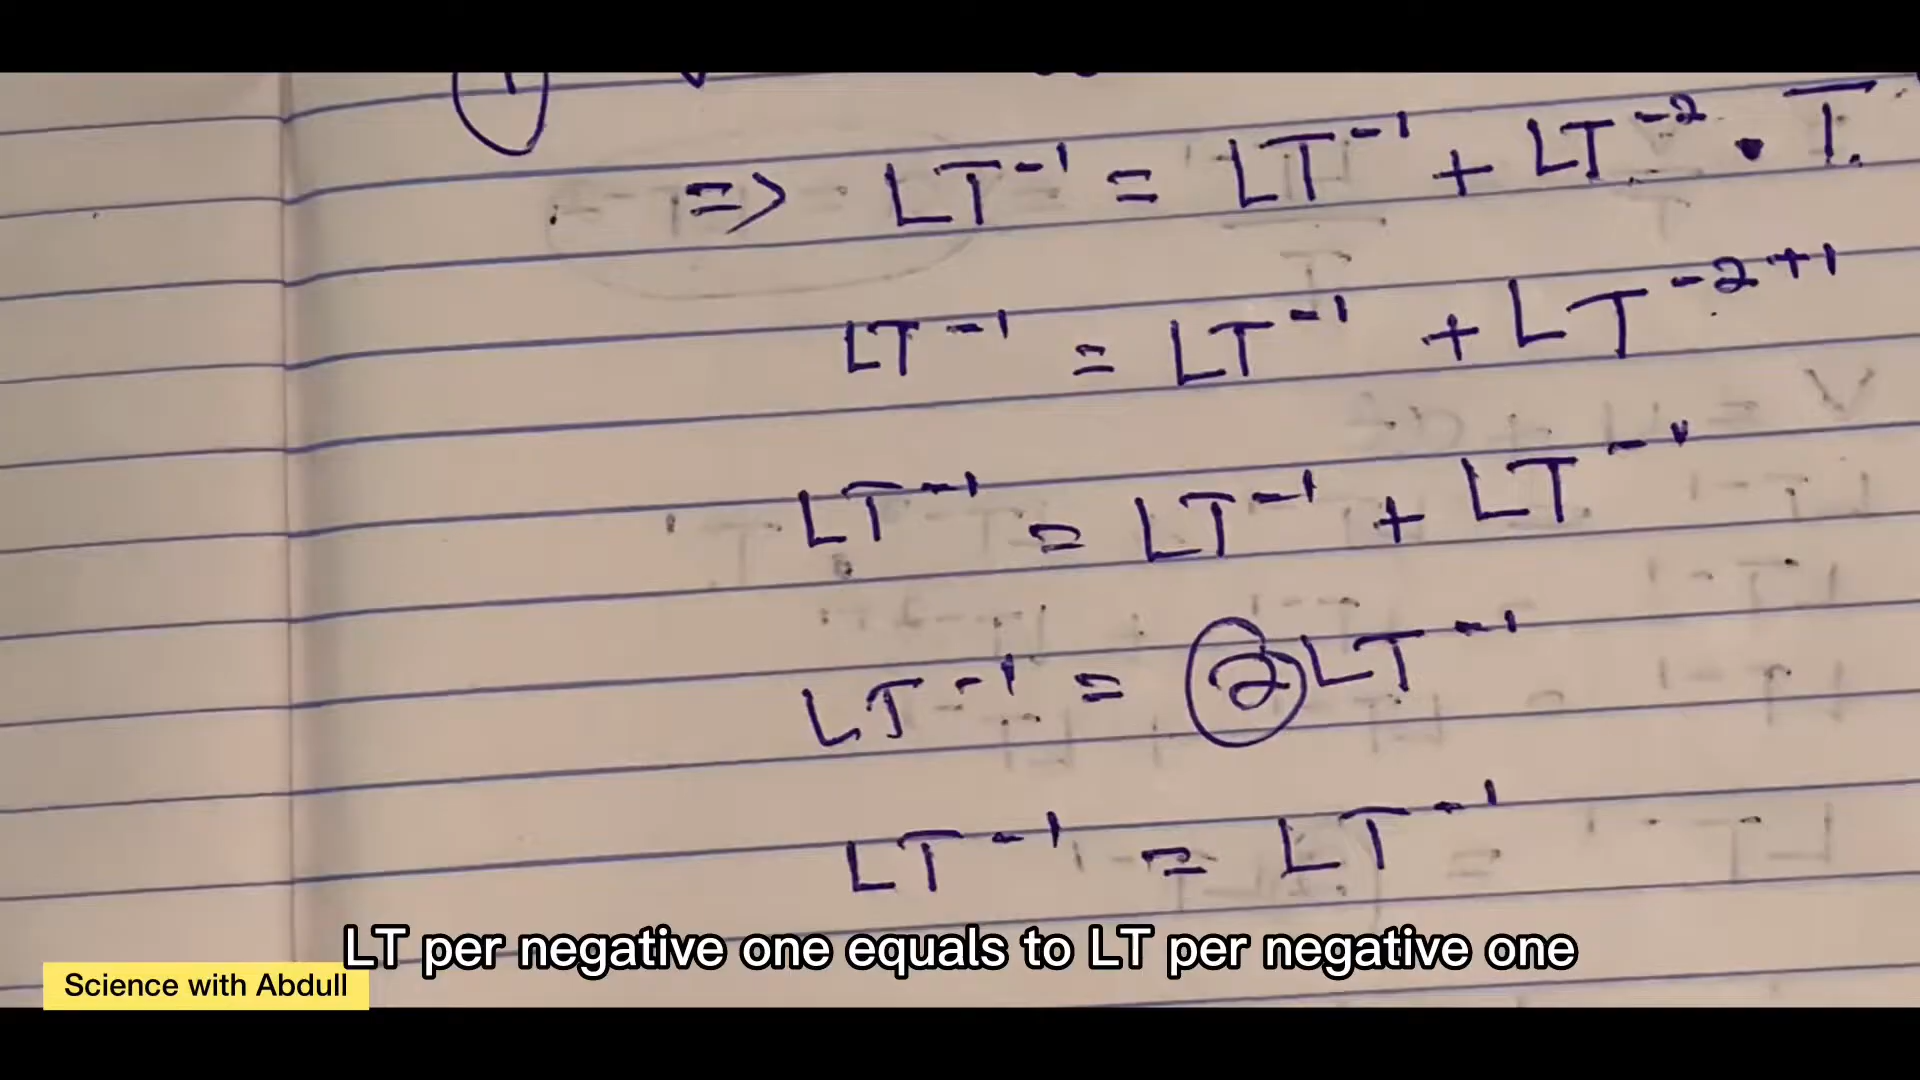 => LT⁻¹ = LT⁻¹ + LT⁻² • T.
LT⁻¹ = LT⁻¹ + LT⁻²⁺¹
LT⁻¹ = LT⁻¹ + LT⁻¹
LT⁻¹ = 2LT⁻¹
LT⁻¹ = LT⁻¹
LT per negative one equals to LT per negative one
Science with Abdull